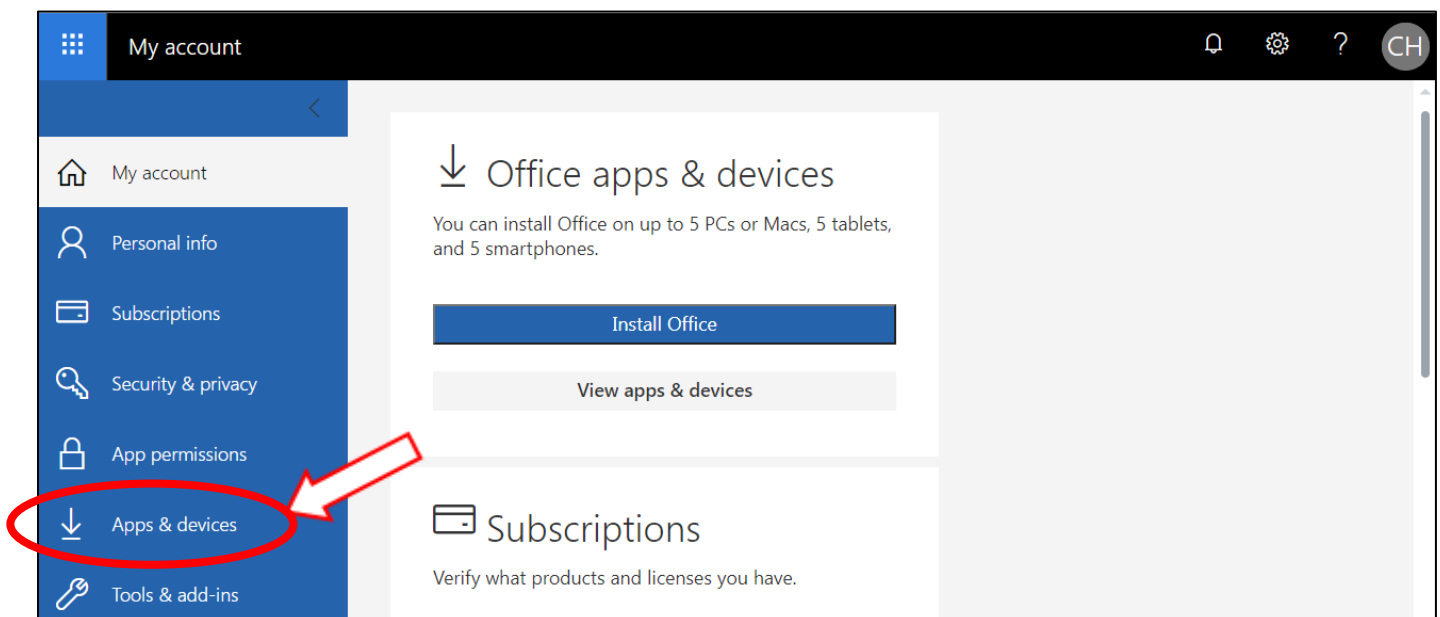 My account
?
CH
My account
Personal info
Subscriptions
Security & privacy
App permissions
Apps & devices
Tools & add-ins
Office apps & devices
You can install Office on up to 5 PCs or Macs, 5 tablets,
and 5 smartphones.
Install Office
View apps & devices
Subscriptions
Verify what products and licenses you have.